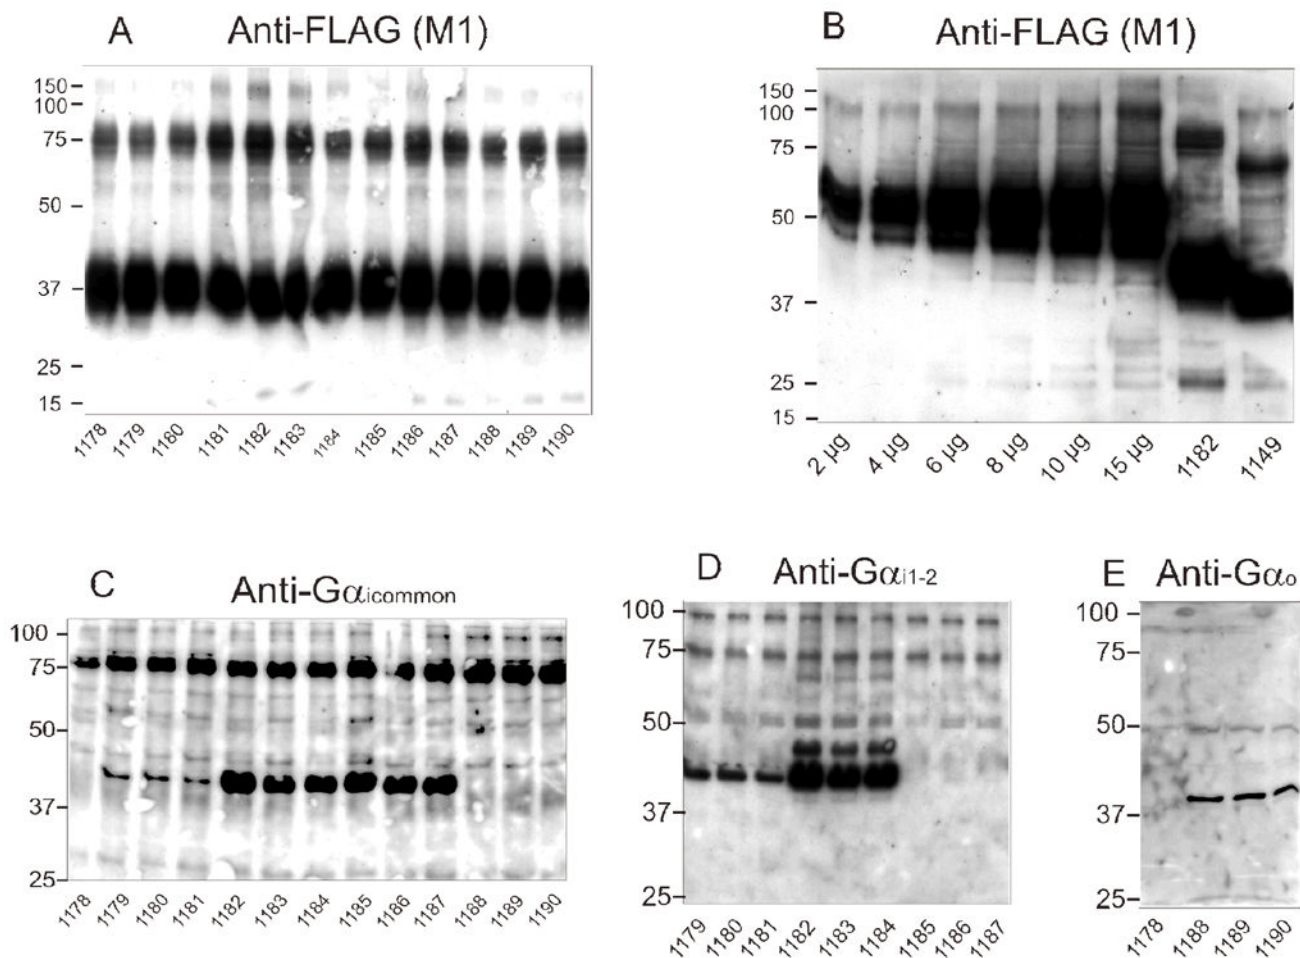 A Anti-FLAG (M1)
150
100
75
50
37
25
15
1178 1179 1180 1181 1182 1183 1184 1185 1186 1187 1188 1189 1190
B Anti-FLAG (M1)
150
100
75
50
37
25
15
2 µg 4 µg 6 µg 8 µg 10 µg 15 µg 1182 1149
C Anti-Gαicommon
100
75
50
37
25
1178 1179 1180 1181 1182 1183 1184 1185 1186 1187 1188 1189 1190
D Anti-Gαi1-2
100
75
50
37
25
1179 1180 1181 1182 1183 1184 1185 1186 1187
E Anti-Gαo
100
75
50
37
25
1178 1188 1189 1190